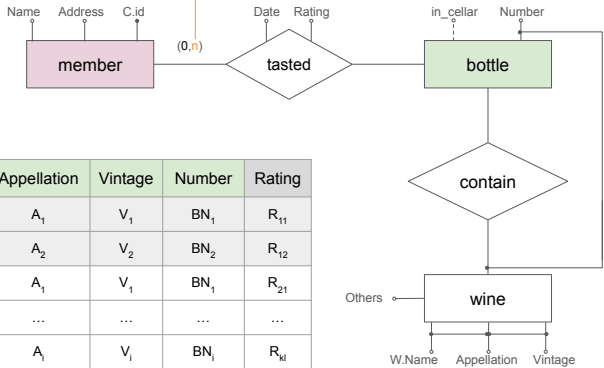 Name Address C.id Date Rating in_cellar Number
(0,n)
member tasted bottle
contain
Appellation Vintage Number Rating
A1 V1 BN1 R11
A2 V2 BN2 R12
A1 V1 BN1 R21
… … … …
Ai Vi BNi Rkl
Others wine
W.Name Appellation Vintage